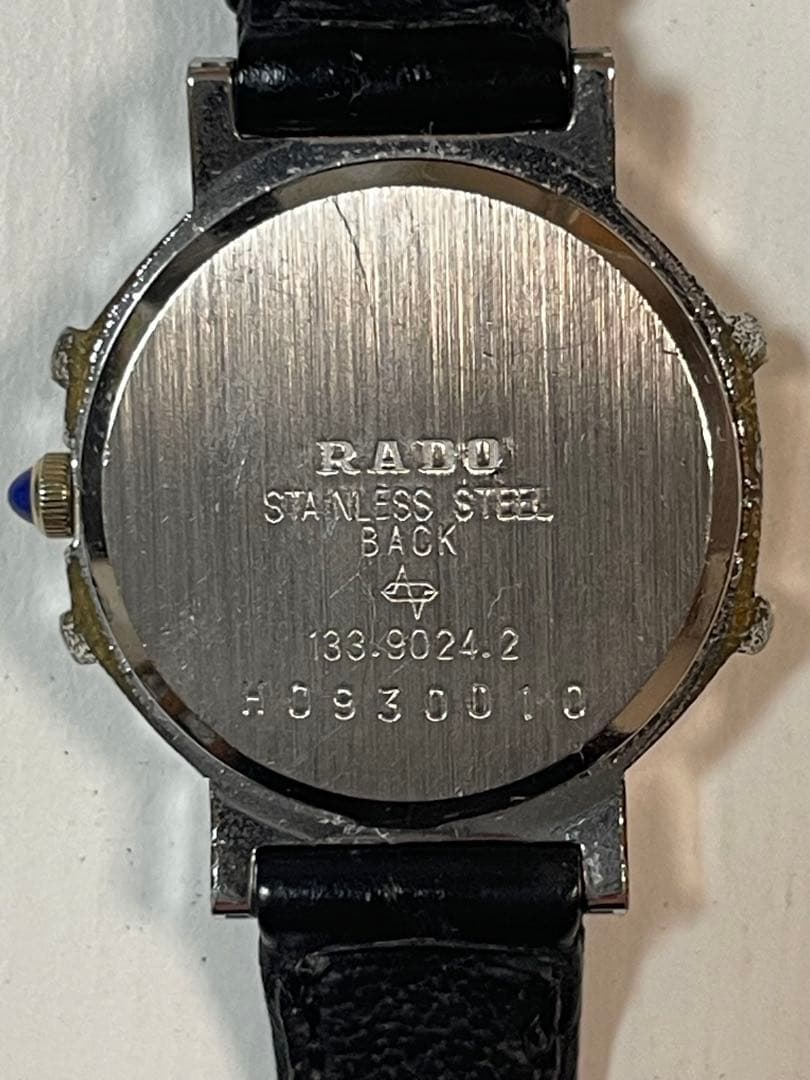 RADO
STAINLESS STEEL
BACK
133.9024.2
H0930010